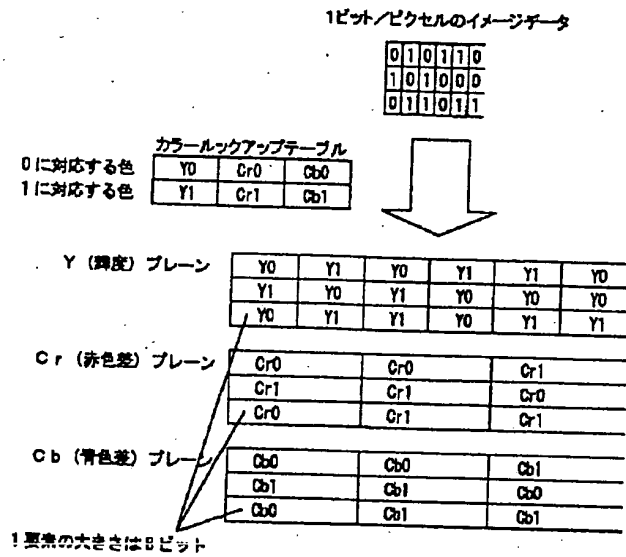 1ビット/ピクセルのイメージデータ
0 1 0 1 1 0
1 0 1 0 0 0
0 1 1 0 1 1
カラールックアップテーブル
0に対応する色 Y0 Cr0 Cb0
1に対応する色 Y1 Cr1 Cb1
Y(輝度)プレーン Y0 Y1 Y0 Y1 Y1 Y0
Y1 Y0 Y1 Y0 Y0 Y0
Y0 Y1 Y1 Y0 Y1 Y1
Cr(赤色差)プレーン Cr0 Cr0 Cr1
Cr1 Cr1 Cr0
Cr0 Cr1 Cr1
Cb(青色差)プレーン Cb0 Cb0 Cb1
Cb1 Cb1 Cb0
Cb0 Cb1 Cb1
1要素の大きさは8ビット